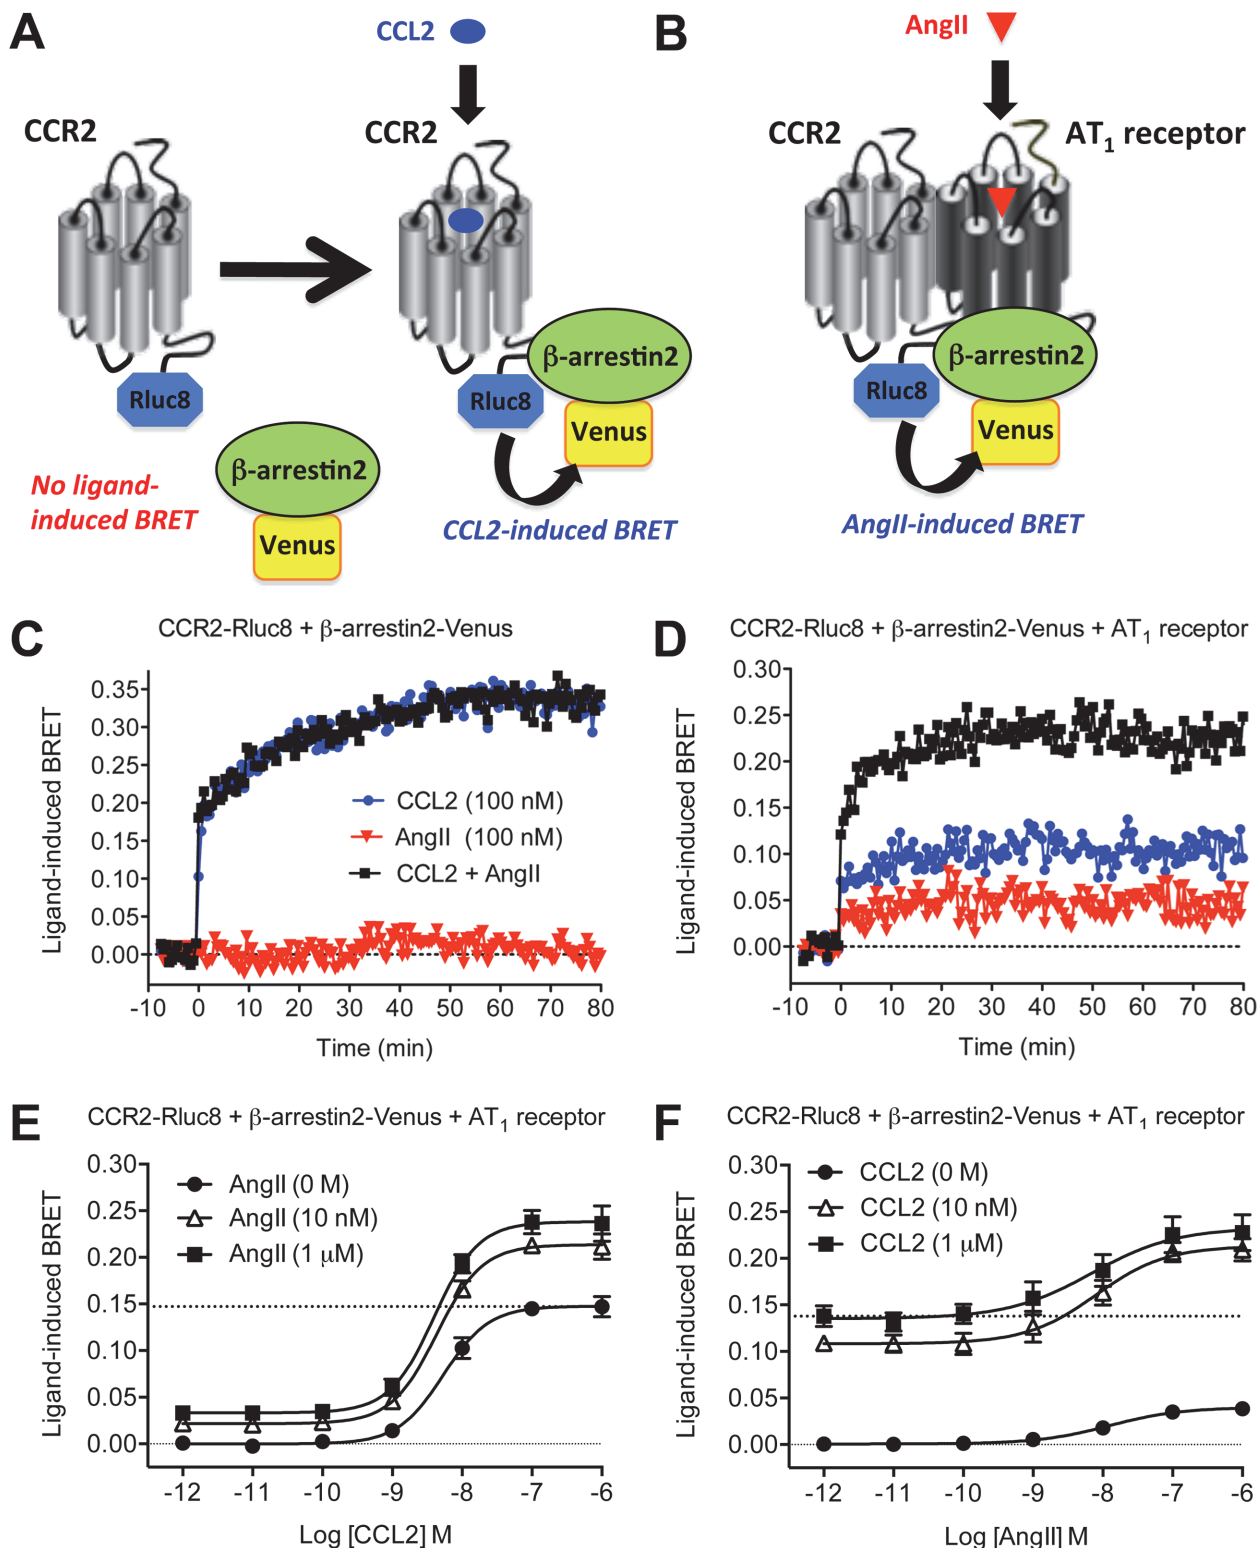 A
CCL2
CCR2
CCR2
Rluc8
β-arrestin2
Venus
No ligand-
induced BRET
Rluc8
β-arrestin2
Venus
CCL2-induced BRET
B
AngII
CCR2
AT1 receptor
Rluc8
β-arrestin2
Venus
AngII-induced BRET
C
CCR2-Rluc8 + β-arrestin2-Venus
Ligand-induced BRET
0.35
0.30
0.25
0.20
0.15
0.10
0.05
0.00
CCL2 (100 nM)
AngII (100 nM)
CCL2 + AngII
-10 0 10 20 30 40 50 60 70 80
Time (min)
D
CCR2-Rluc8 + β-arrestin2-Venus + AT1 receptor
Ligand-induced BRET
0.30
0.25
0.20
0.15
0.10
0.05
0.00
-10 0 10 20 30 40 50 60 70 80
Time (min)
E
CCR2-Rluc8 + β-arrestin2-Venus + AT1 receptor
Ligand-induced BRET
0.30
0.25
0.20
0.15
0.10
0.05
0.00
AngII (0 M)
AngII (10 nM)
AngII (1 μM)
-12 -11 -10 -9 -8 -7 -6
Log [CCL2] M
F
CCR2-Rluc8 + β-arrestin2-Venus + AT1 receptor
Ligand-induced BRET
0.30
0.25
0.20
0.15
0.10
0.05
0.00
CCL2 (0 M)
CCL2 (10 nM)
CCL2 (1 μM)
-12 -11 -10 -9 -8 -7 -6
Log [AngII] M